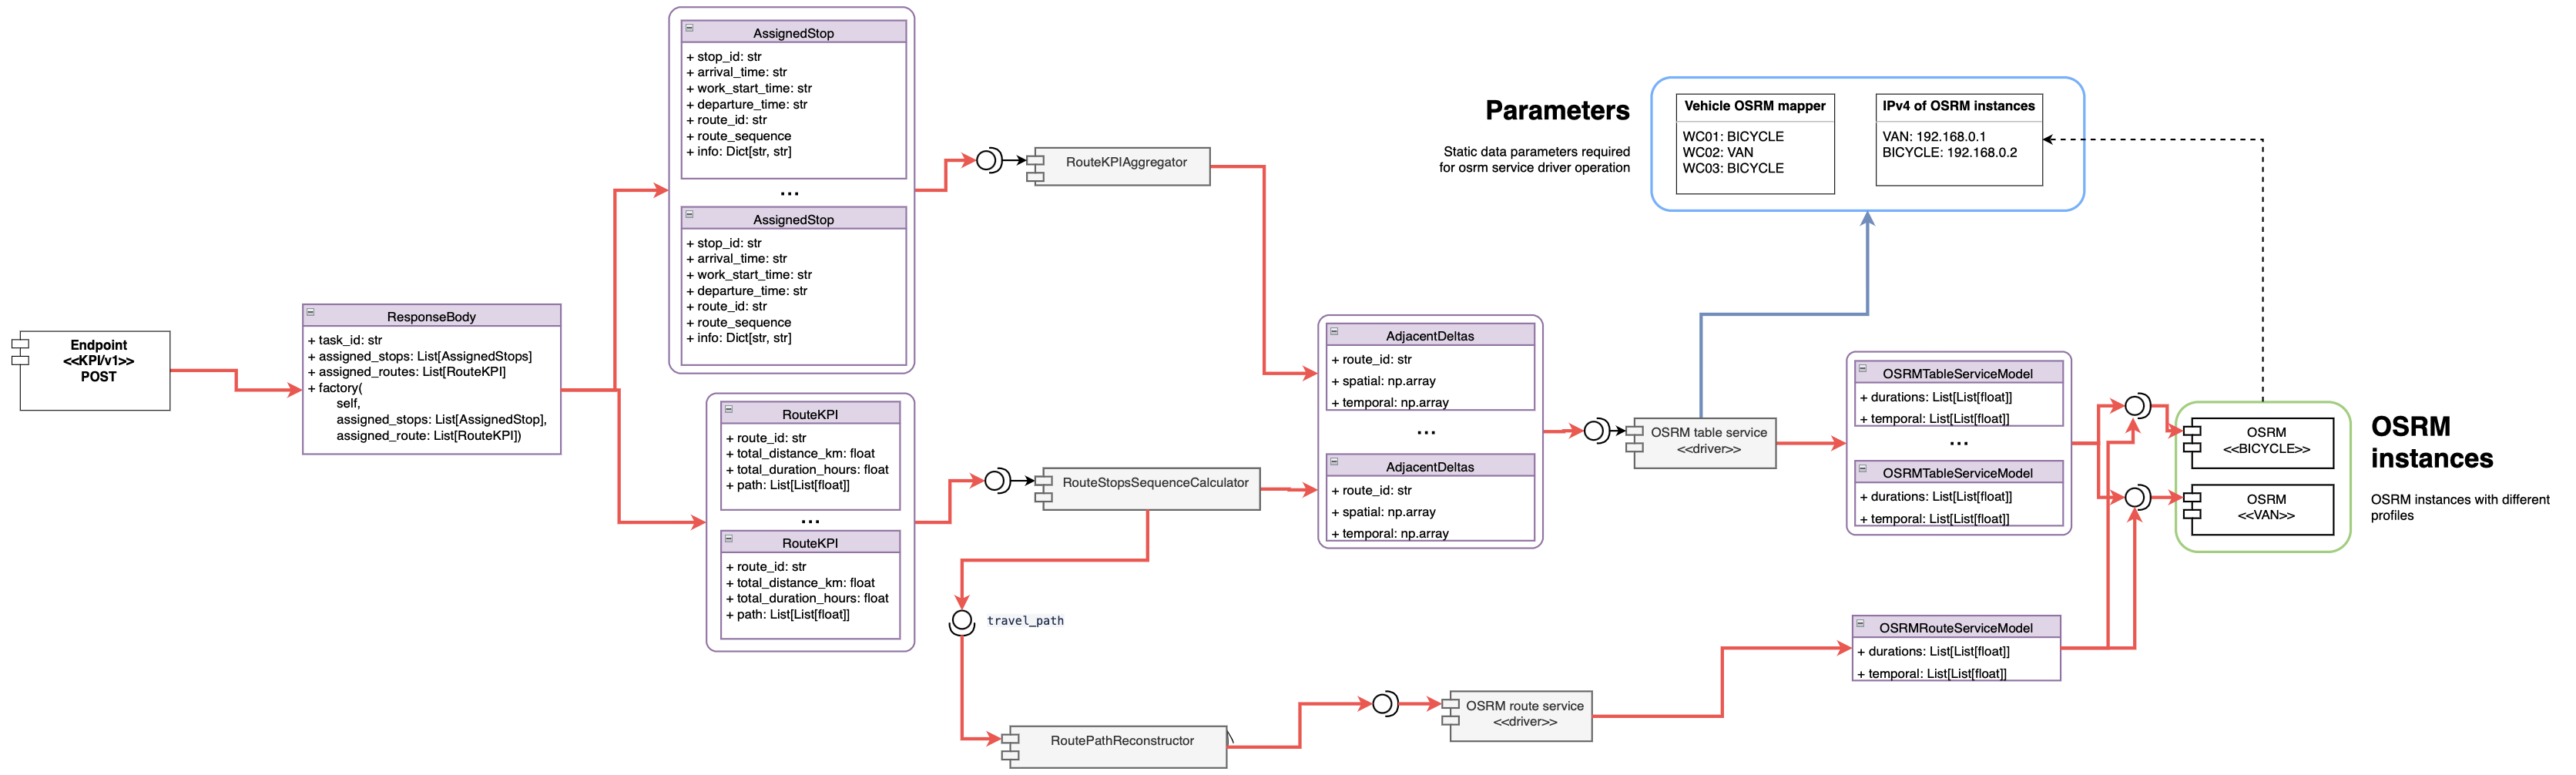 Endpoint
<<KPI/v1>>
POST
ResponseBody
+ task_id: str
+ assigned_stops: List[AssignedStops]
+ assigned_routes: List[RouteKPI]
+ factory(
self,
assigned_stops: List[AssignedStop],
assigned_route: List[RouteKPI])
AssignedStop
+ stop_id: str
+ arrival_time: str
+ work_start_time: str
+ departure_time: str
+ route_id: str
+ route_sequence
+ info: Dict[str, str]
...
AssignedStop
+ stop_id: str
+ arrival_time: str
+ work_start_time: str
+ departure_time: str
+ route_id: str
+ route_sequence
+ info: Dict[str, str]
RouteKPI
+ route_id: str
+ total_distance_km: float
+ total_duration_hours: float
+ path: List[List[float]]
...
RouteKPI
+ route_id: str
+ total_distance_km: float
+ total_duration_hours: float
+ path: List[List[float]]
RouteKPIAggregator
RouteStopsSequenceCalculator
travel_path
RoutePathReconstructor
AdjacentDeltas
+ route_id: str
+ spatial: np.array
+ temporal: np.array
...
AdjacentDeltas
+ route_id: str
+ spatial: np.array
+ temporal: np.array
OSRM table service
<<driver>>
OSRM route service
<<driver>>
Parameters
Static data parameters required
for osrm service driver operation
Vehicle OSRM mapper
WC01: BICYCLE
WC02: VAN
WC03: BICYCLE
IPv4 of OSRM instances
VAN: 192.168.0.1
BICYCLE: 192.168.0.2
OSRMTableServiceModel
+ durations: List[List[float]]
+ temporal: List[List[float]]
...
OSRMTableServiceModel
+ durations: List[List[float]]
+ temporal: List[List[float]]
OSRMRouteServiceModel
+ durations: List[List[float]]
+ temporal: List[List[float]]
OSRM
<<BICYCLE>>
OSRM
<<VAN>>
OSRM
instances
OSRM instances with different
profiles